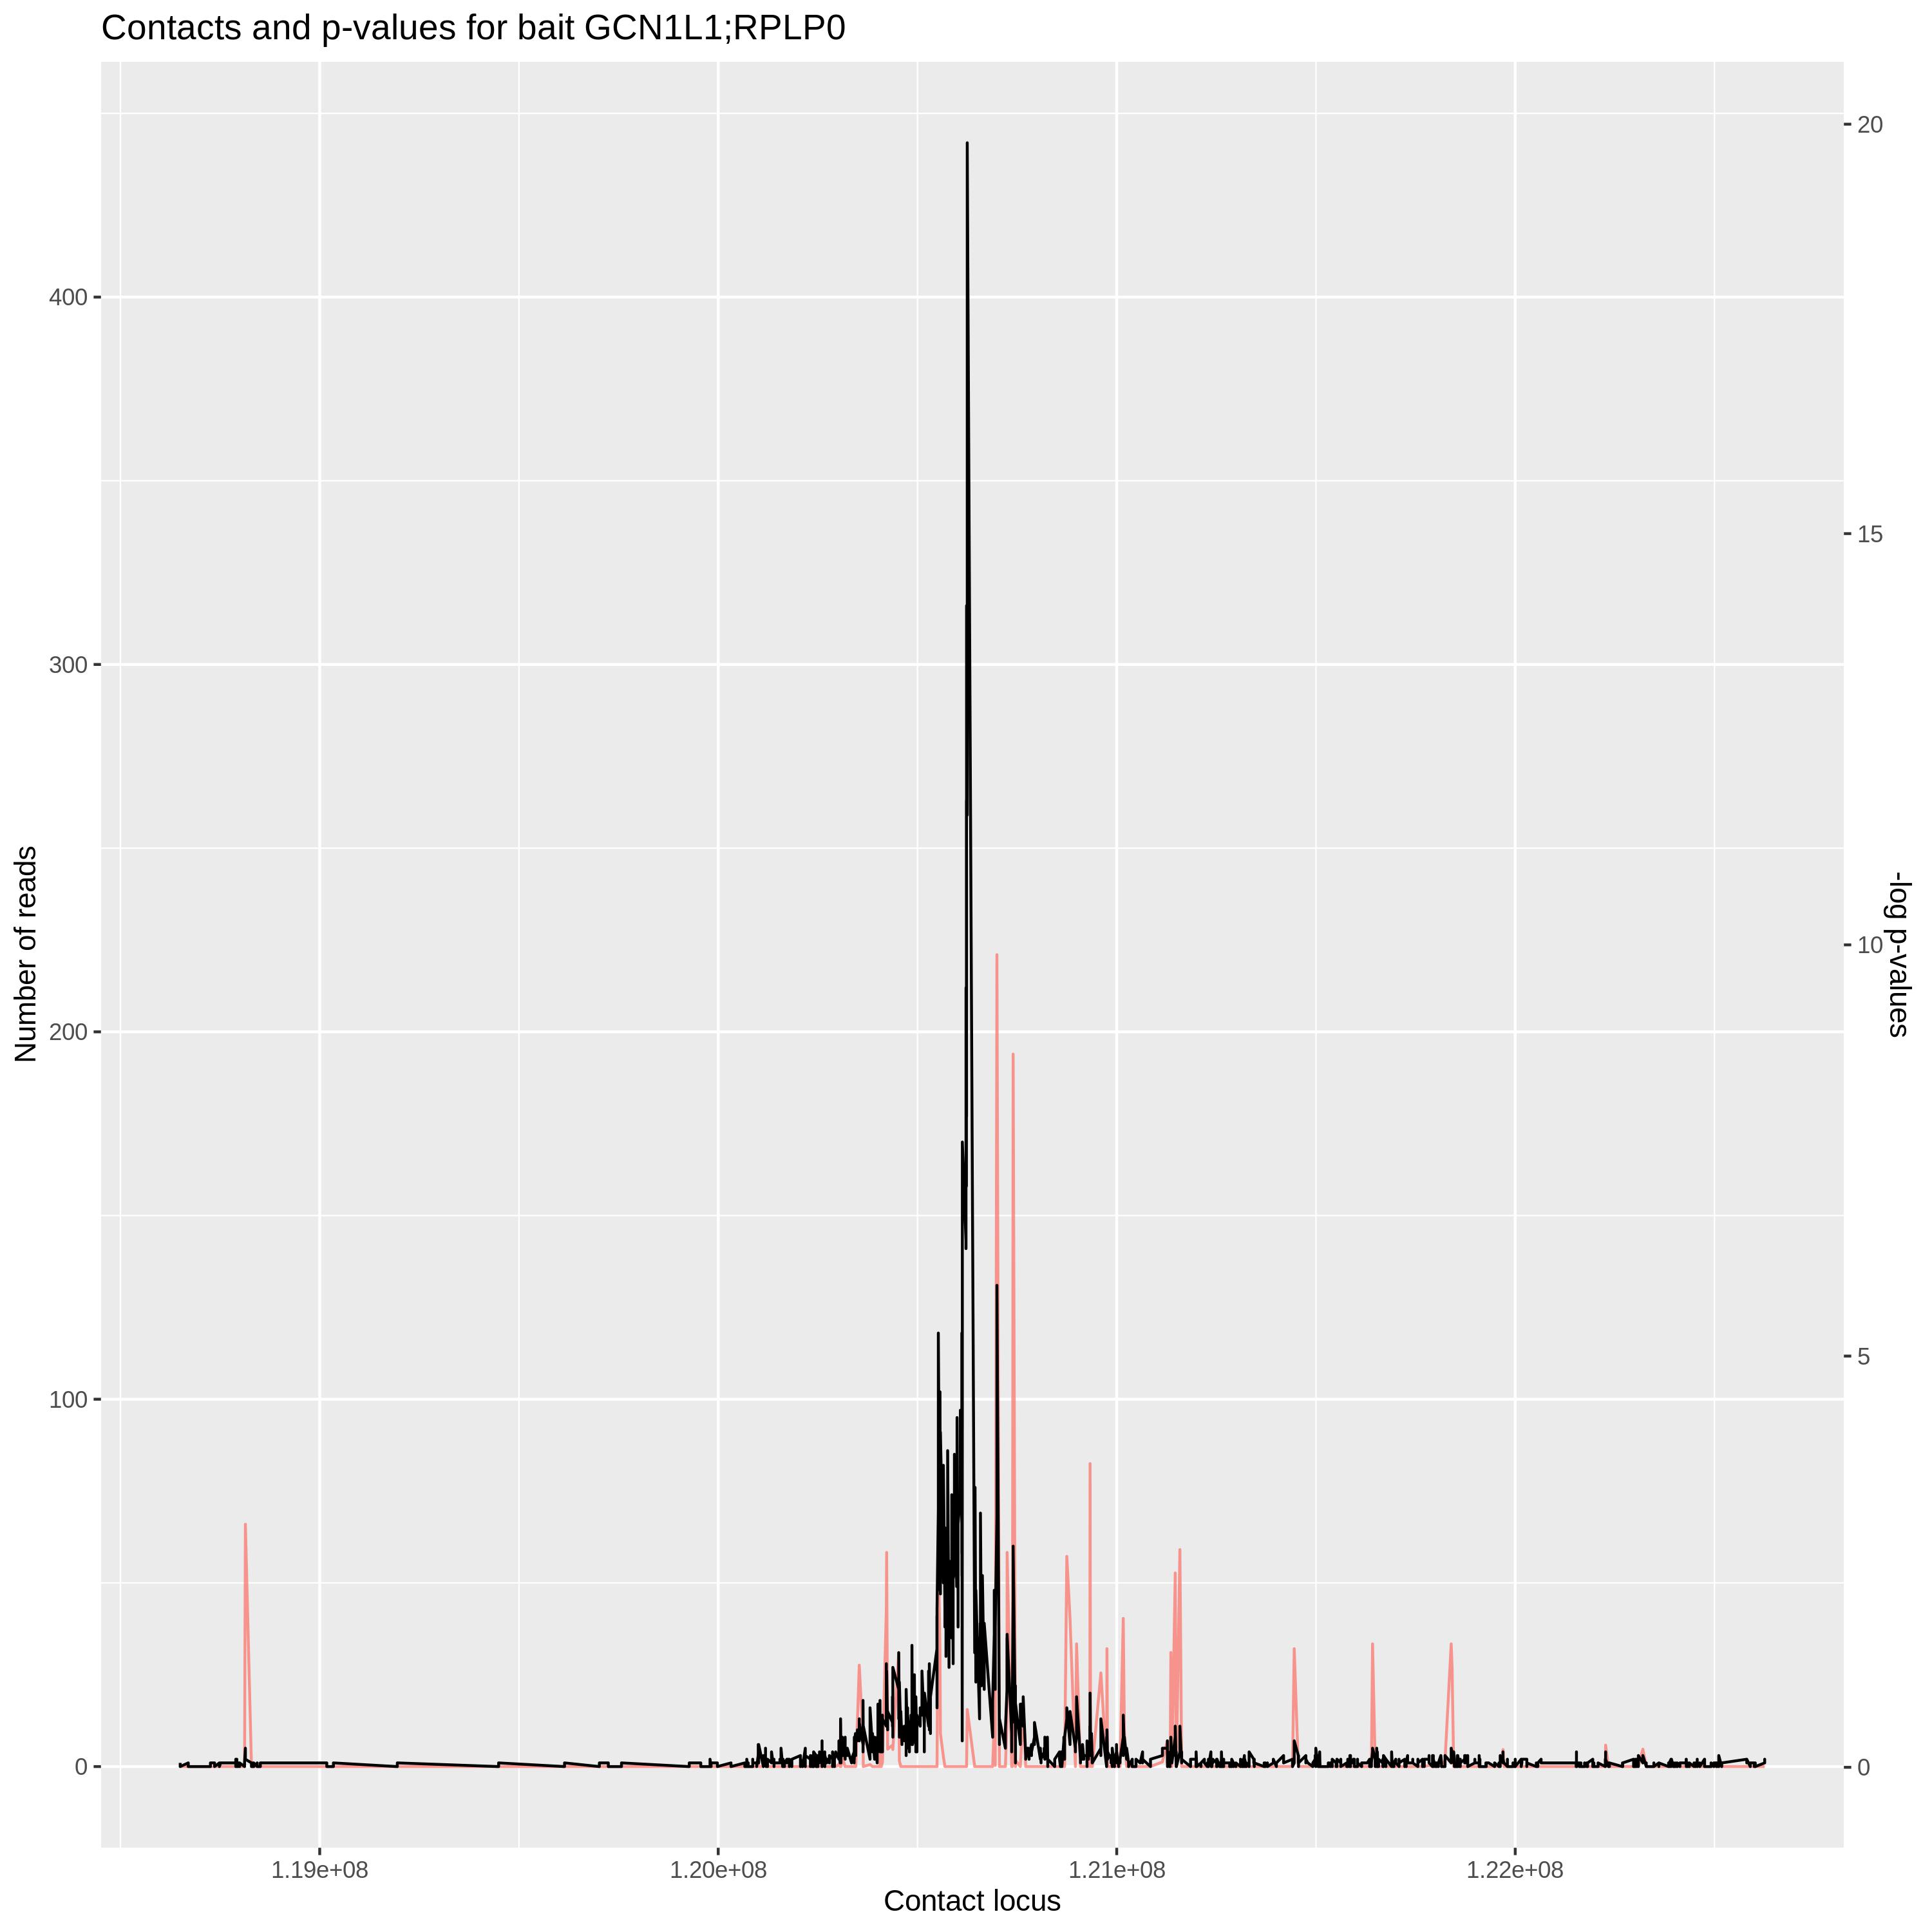 Contacts and p-values for bait GCN1L1;RPLP0
Number of reads
400
300
200
100
0
20
15
10
5
0
-log p-values
1.19e+08
1.20e+08
1.21e+08
1.22e+08
Contact locus